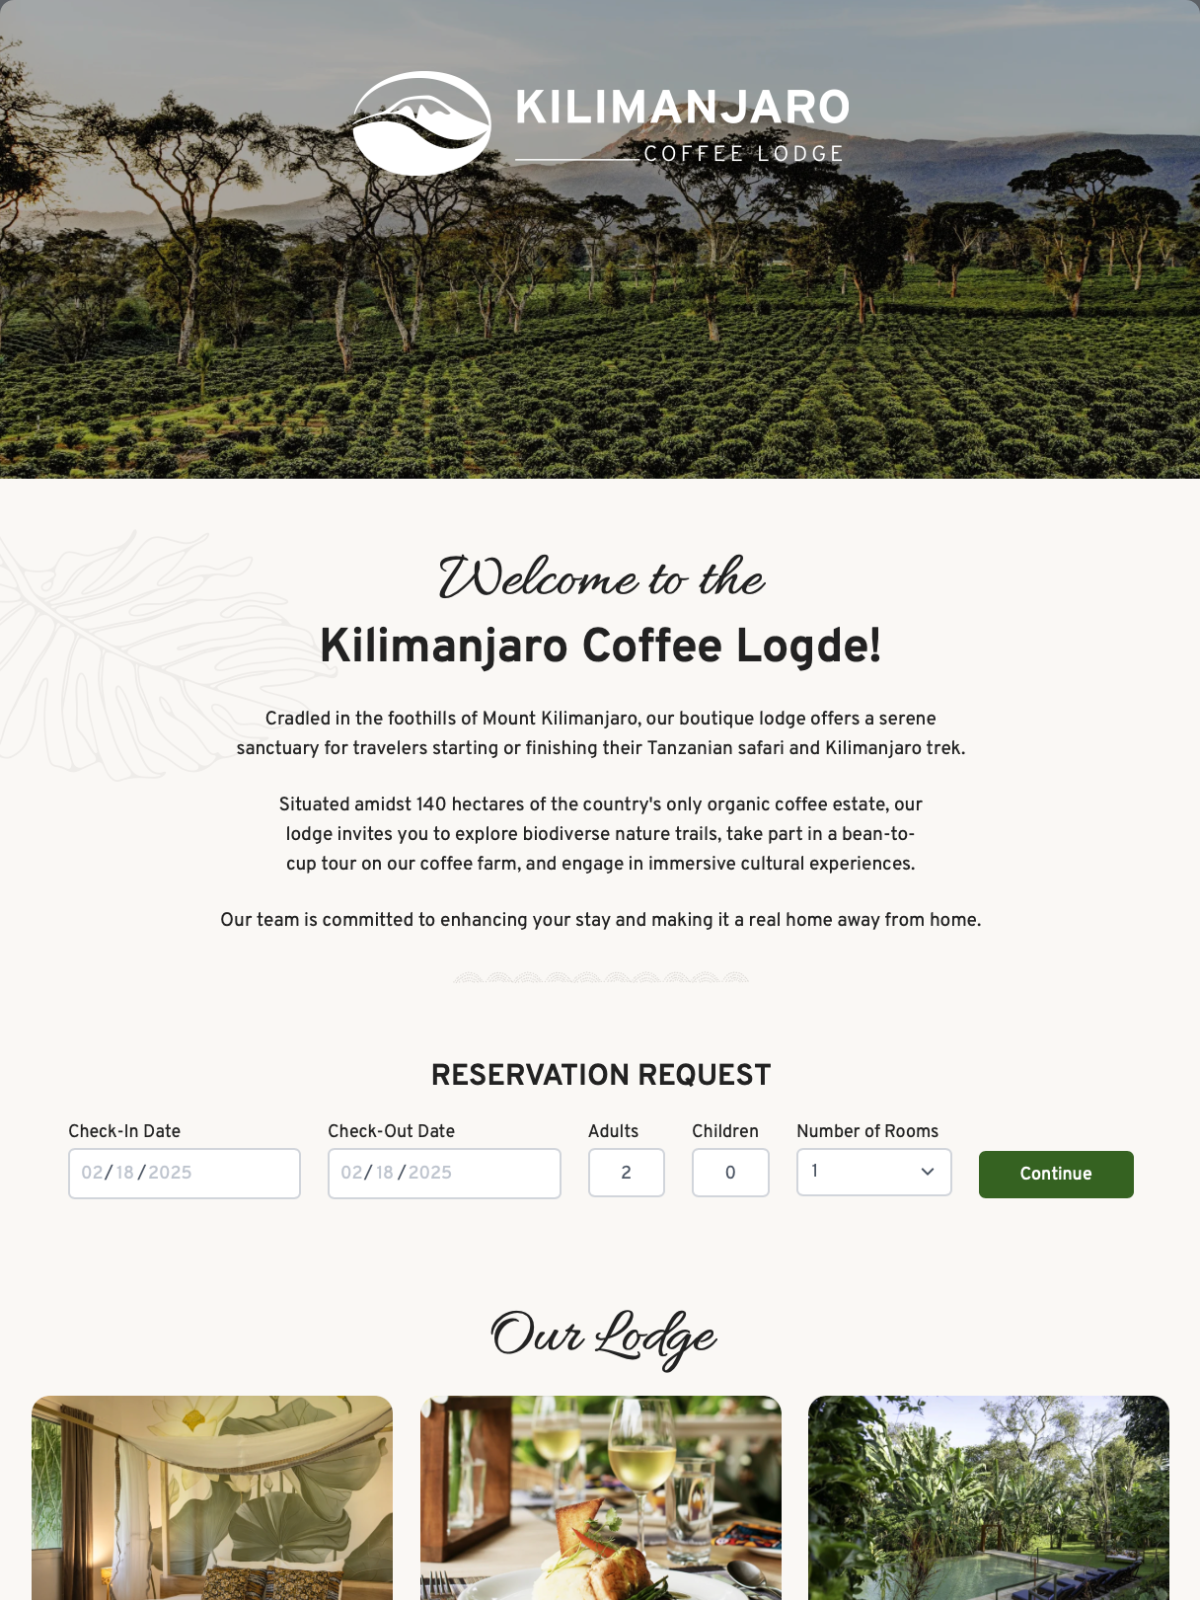 KILIMANJARO
COFFEE LODGE
Welcome to the
Kilimanjaro Coffee Logde!
Cradled in the foothills of Mount Kilimanjaro, our boutique lodge offers a serene
sanctuary for travelers starting or finishing their Tanzanian safari and Kilimanjaro trek.
Situated amidst 140 hectares of the country's only organic coffee estate, our
lodge invites you to explore biodiverse nature trails, take part in a bean-to-
cup tour on our coffee farm, and engage in immersive cultural experiences.
Our team is committed to enhancing your stay and making it a real home away from home.
RESERVATION REQUEST
Check-In Date Check-Out Date Adults Children Number of Rooms
02/18/2025 02/18/2025 2 0 1 Continue
Our Lodge